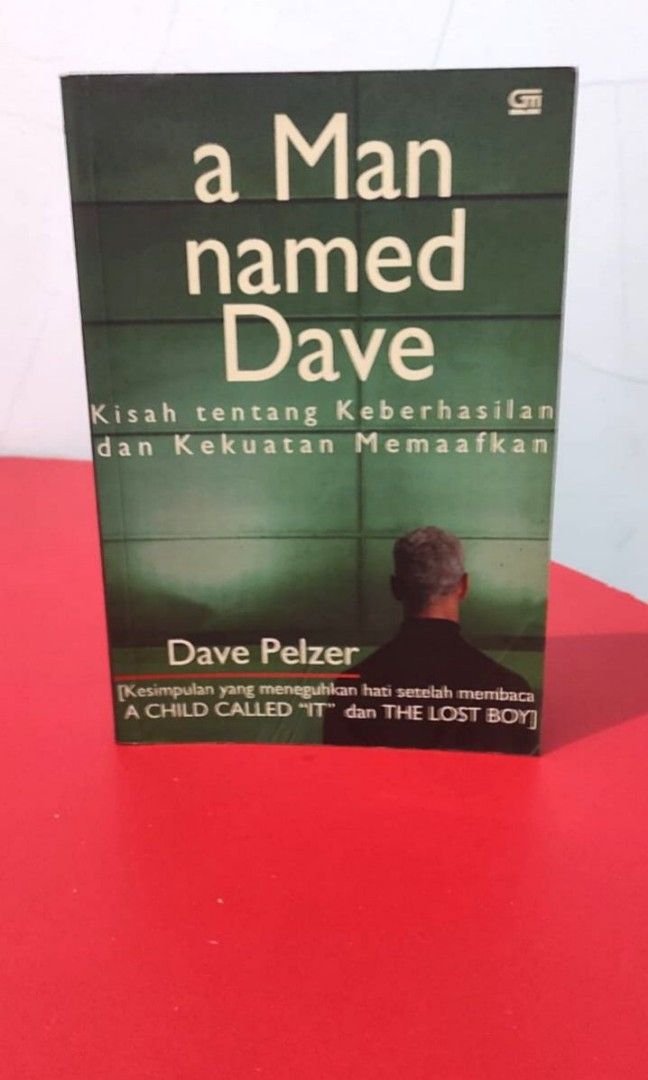 GM
a Man
named
Dave
Kisah tentang Keberhasilan
dan Kekuatan Memaafkan
Dave Pelzer
[Kesimpulan yang meneguhkan hati setelah membaca
A CHILD CALLED "IT" dan THE LOST BOY]